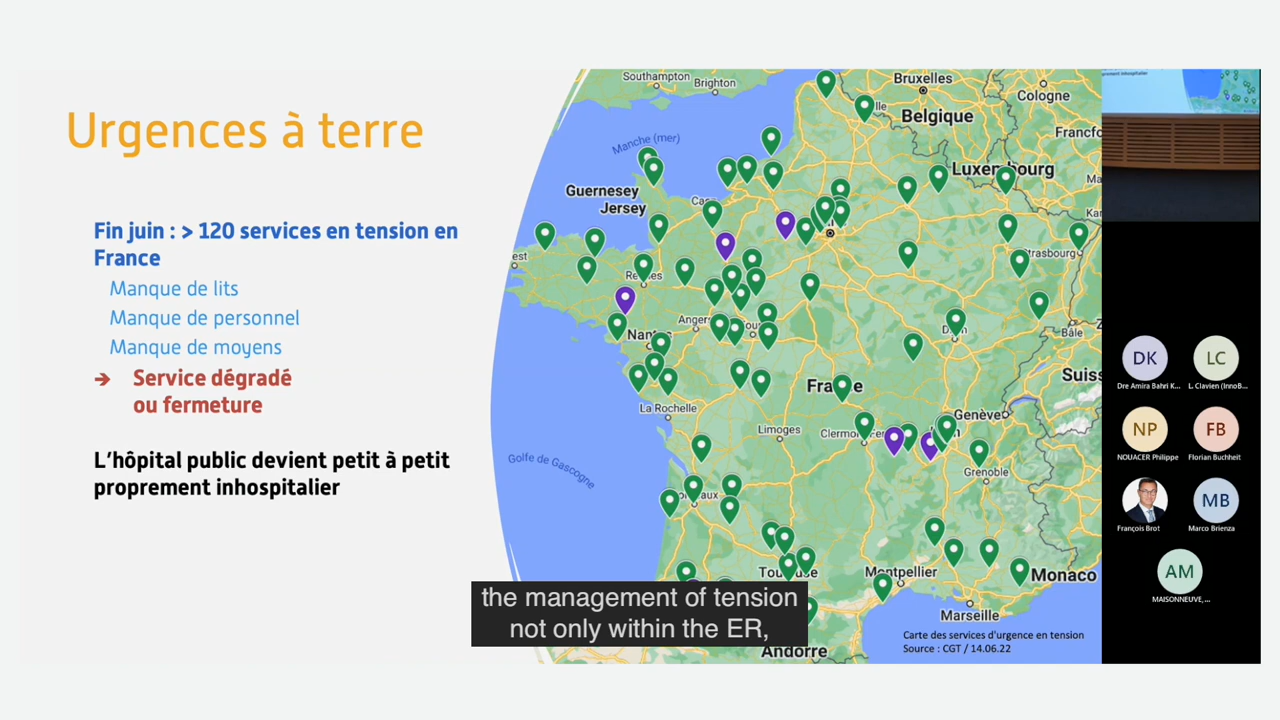 Urgences à terre
Fin juin : > 120 services en tension en
France
Manque de lits
Manque de personnel
Manque de moyens
➔ Service dégradé
ou fermeture
L'hôpital public devient petit à petit
proprement inhospitalier
Southampton
Brighton
Bruxelles
Cologne
Belgique
Manche (mer)
Luxembourg
Guernesey
Jersey
Strasbourg
Rennes
Angers
Nantes
Bâle
France
Suiss
La Rochelle
Limoges
Genève
Grenoble
Golfe de Gascogne
Toulouse
Montpellier
Monaco
Marseille
Andorre
Carte des services d'urgence en tension
Source : CGT / 14.06.22
the management of tension
not only within the ER,
DK
LC
Dre Amira Bahri K...
L. Clavien (InnoB...
NP
FB
NOUACER Philippe
Florian Buchheit
MB
François Brot
Marco Brienza
AM
MAISONNEUVE, ...